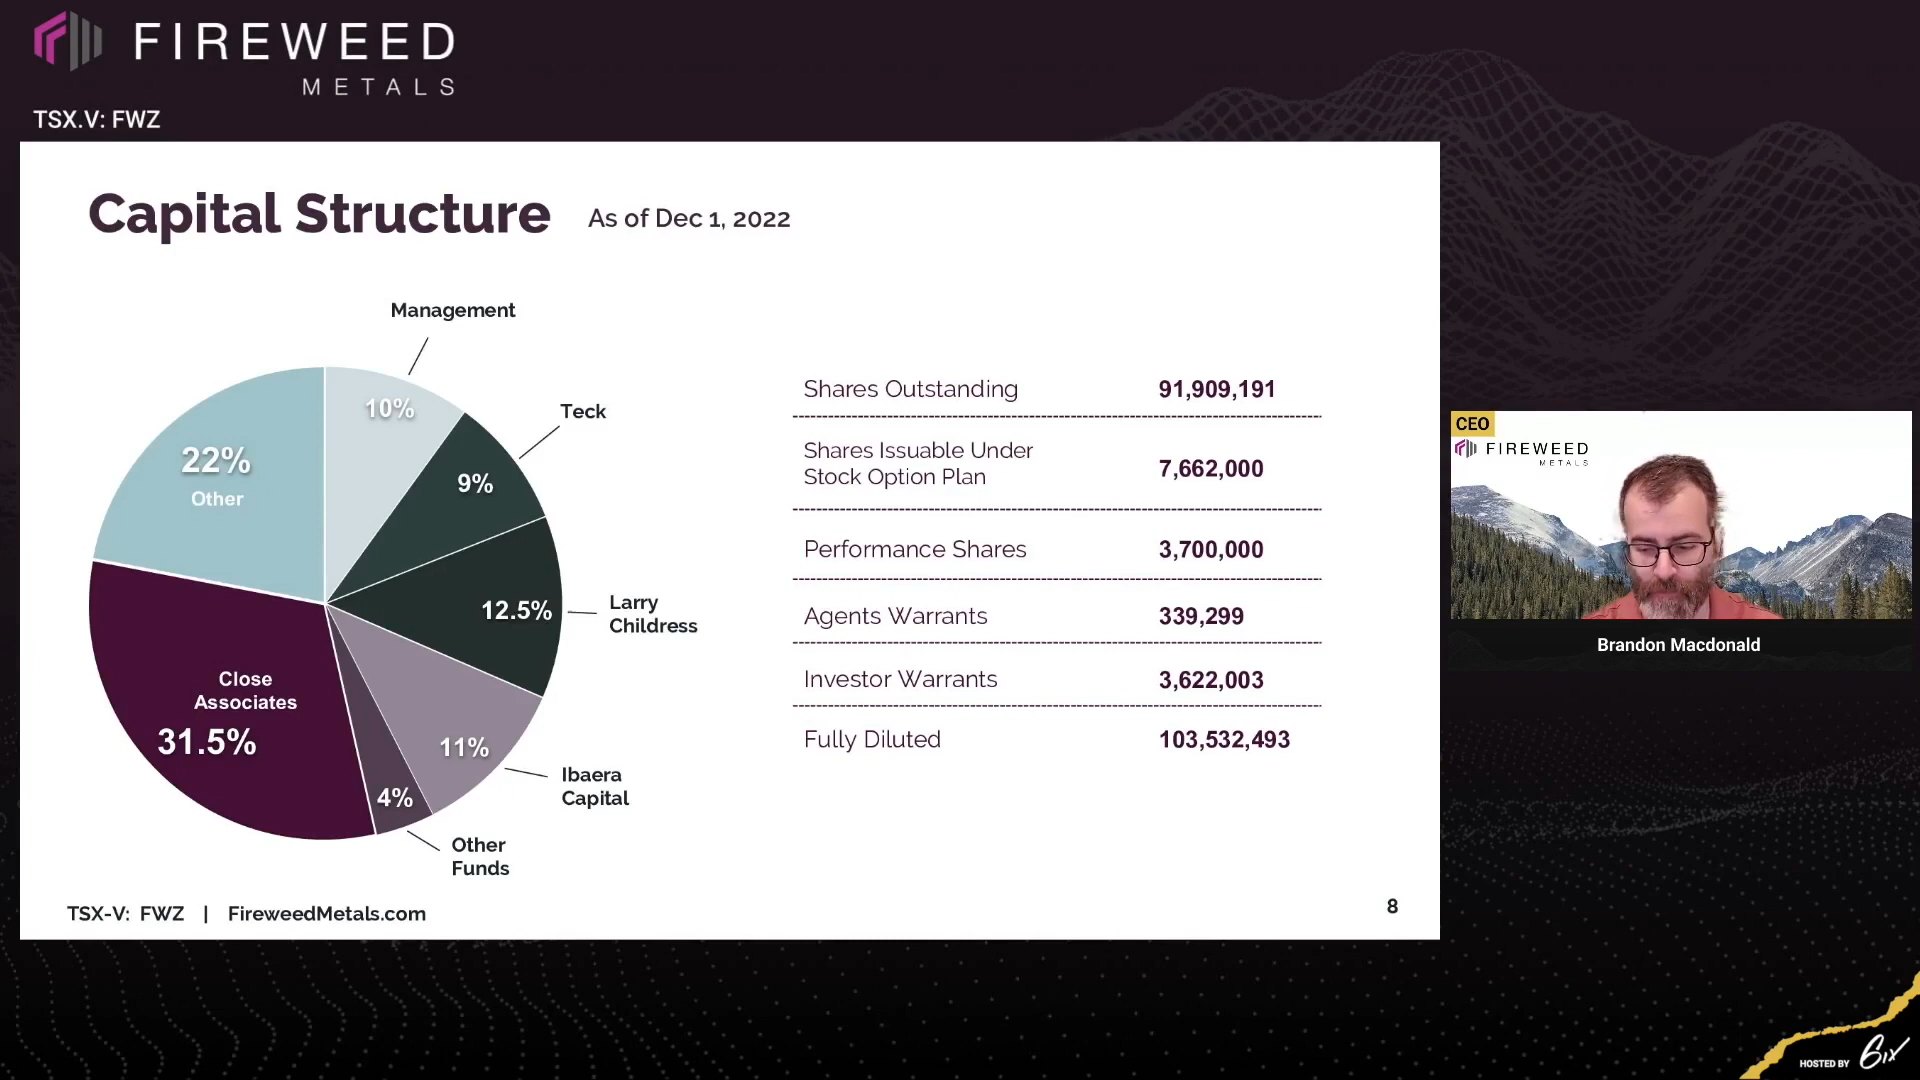 FIREWEED
METALS
TSX.V: FWZ
Capital Structure As of Dec 1, 2022
Management
10%
Teck
9%
Larry
Childress
12.5%
Ibaera
Capital
11%
Other
Funds
4%
Close
Associates
31.5%
22%
Other
Shares Outstanding 91,909,191
Shares Issuable Under
Stock Option Plan 7,662,000
Performance Shares 3,700,000
Agents Warrants 339,299
Investor Warrants 3,622,003
Fully Diluted 103,532,493
TSX-V: FWZ | FireweedMetals.com
8
CEO
FIREWEED
METALS
Brandon Macdonald
HOSTED BY 6ix